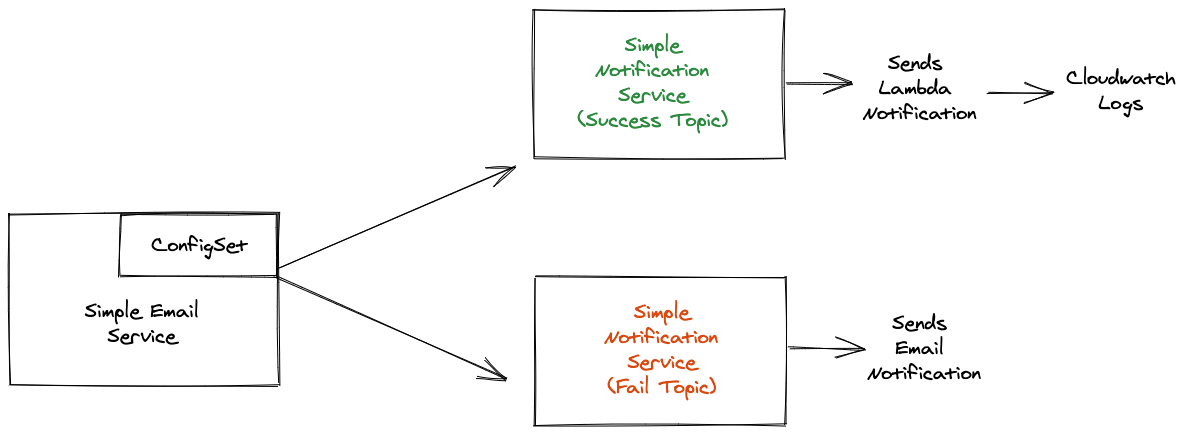 Simple
Notification
Service
(Success Topic)
Sends
Lambda
Notification
Cloudwatch
Logs
ConfigSet
Simple Email
Service
Simple
Notification
Service
(Fail Topic)
Sends
Email
Notification